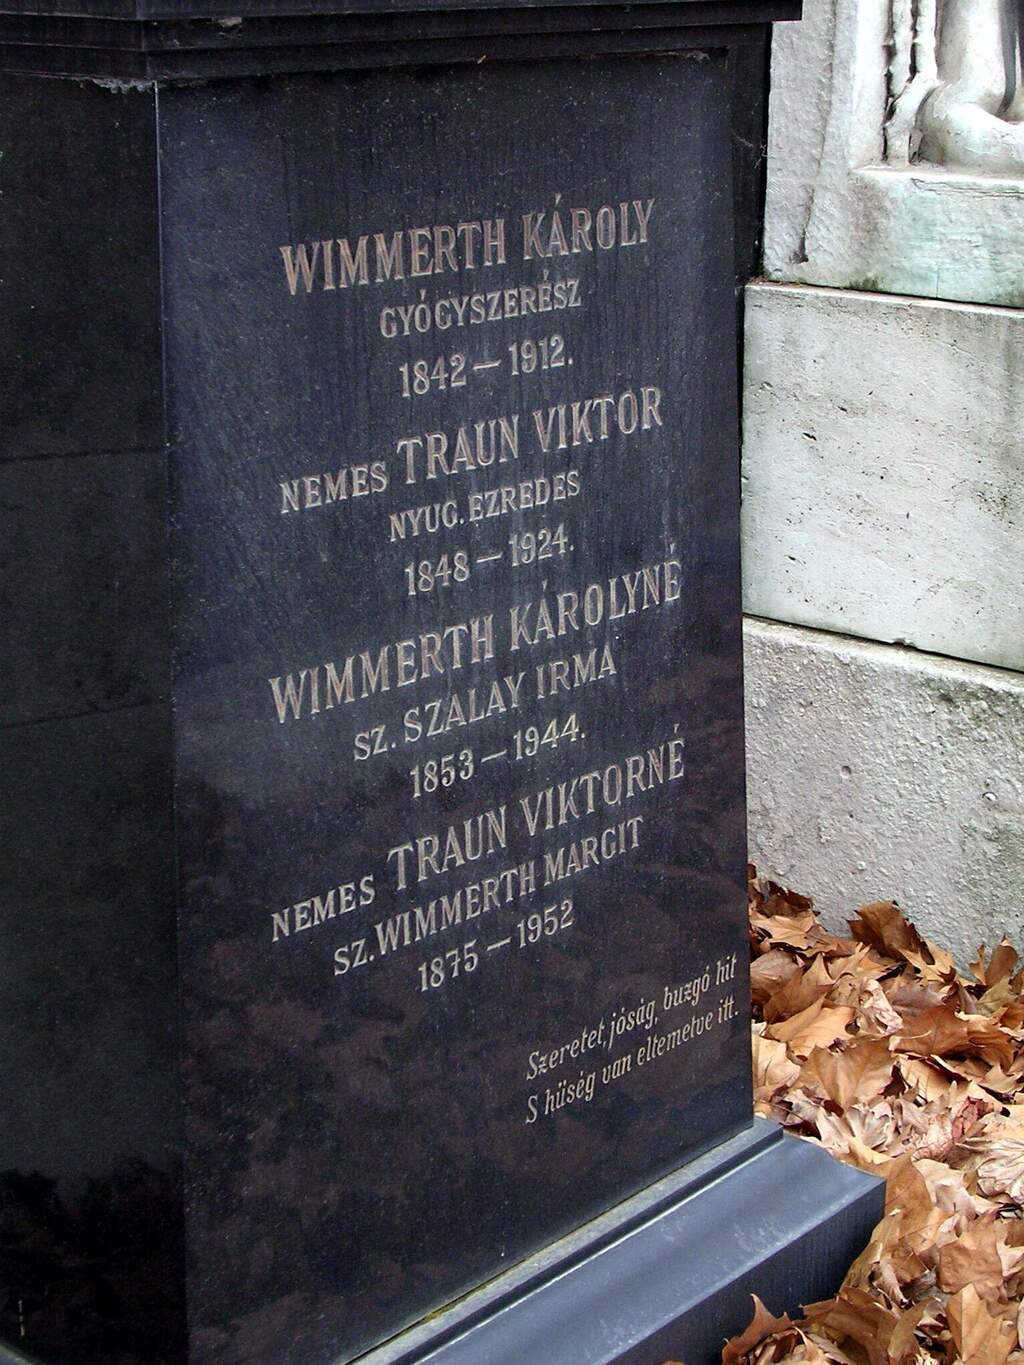 WIMMERTH KÁROLY
GYÓGYSZERÉSZ
1842 – 1912.
NEMES TRAUN VIKTOR
NYUG. EZREDES
1848 – 1924.
WIMMERTH KÁROLYNÉ
SZ. SZALAY IRMA
1853 – 1944.
NEMES TRAUN VIKTORNÉ
SZ. WIMMERTH MARGIT
1875 – 1952
Szeretet, jóság, buzgó hit
S hüség van eltemetve itt.